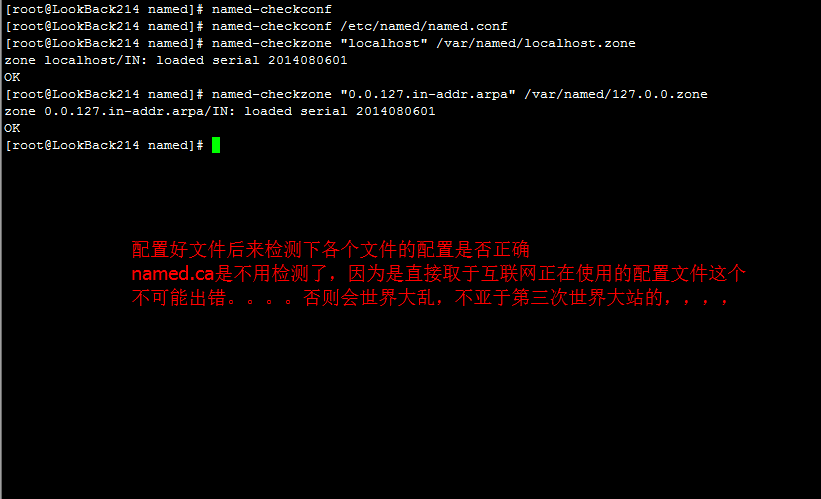 [root@LookBack214 named]# named-checkconf
[root@LookBack214 named]# named-checkconf /etc/named/named.conf
[root@LookBack214 named]# named-checkzone "localhost" /var/named/localhost.zone
zone localhost/IN: loaded serial 2014080601
OK
[root@LookBack214 named]# named-checkzone "0.0.127.in-addr.arpa" /var/named/127.0.0.zone
zone 0.0.127.in-addr.arpa/IN: loaded serial 2014080601
OK
[root@LookBack214 named]#
配置好文件后来检测下各个文件的配置是否正确
named.ca是不用检测了，因为是直接取于互联网正在使用的配置文件这个
不可能出错。。。。否则会世界大乱，不亚于第三次世界大站的，，，，